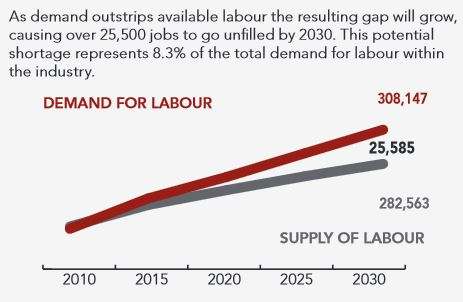 As demand outstrips available labour the resulting gap will grow,
causing over 25,500 jobs to go unfilled by 2030. This potential
shortage represents 8.3% of the total demand for labour within
the industry.
DEMAND FOR LABOUR
308,147
25,585
282,563
SUPPLY OF LABOUR
2010 2015 2020 2025 2030